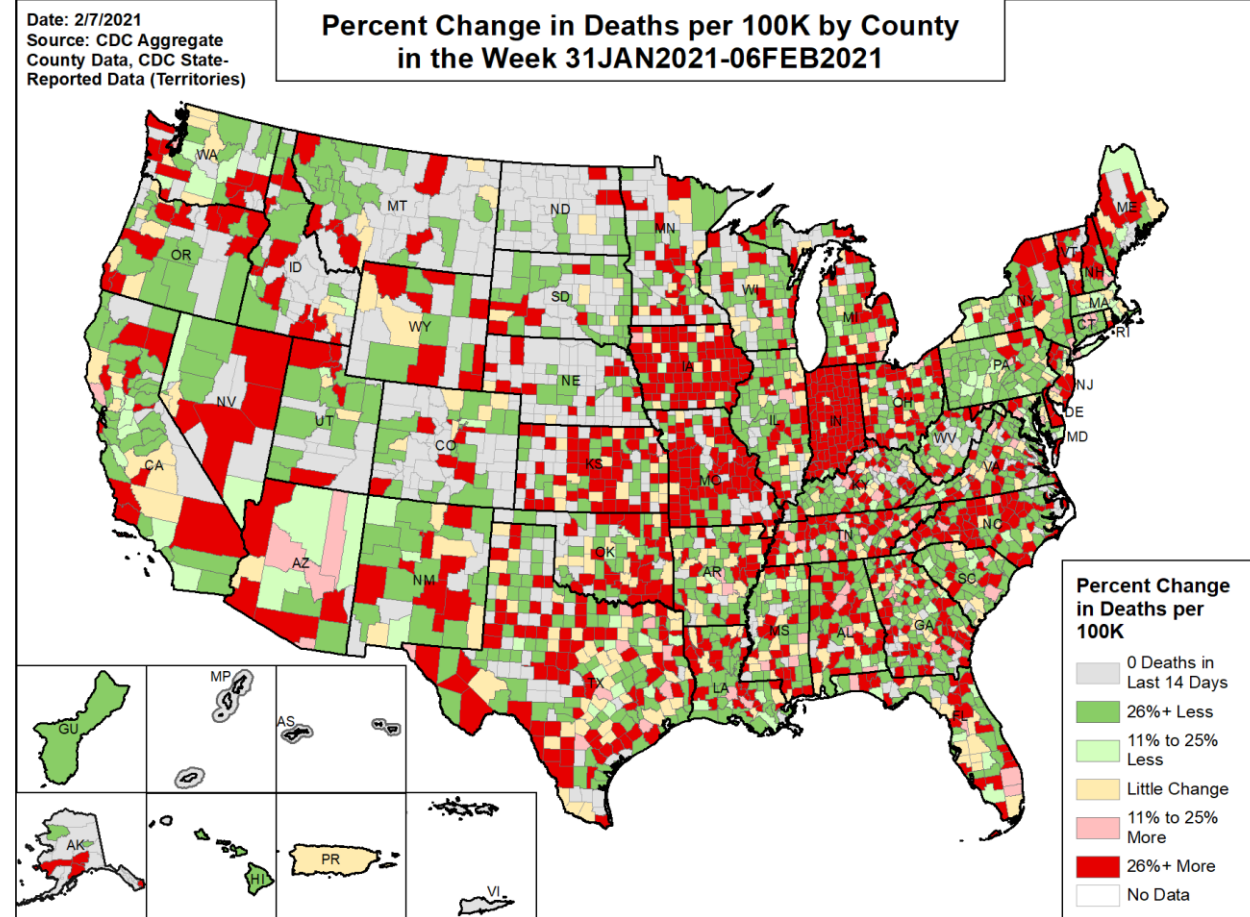 Date: 2/7/2021
Source: CDC Aggregate
County Data, CDC State-
Reported Data (Territories)
Percent Change in Deaths per 100K by County
in the Week 31JAN2021-06FEB2021
WA
MT
ND
MN
ME
OR
ID
SD
WI
MI
VT
NH
NY
MA
CT
RI
WY
IA
NE
PA
NJ
NV
UT
CO
IL
IN
OH
DE
MD
WV
CA
KS
MO
KY
VA
AZ
NM
OK
AR
TN
NC
SC
MS
AL
GA
TX
LA
FL
GU
MP
AS
AK
HI
PR
VI
Percent Change
in Deaths per
100K
0 Deaths in
Last 14 Days
26%+ Less
11% to 25%
Less
Little Change
11% to 25%
More
26%+ More
No Data